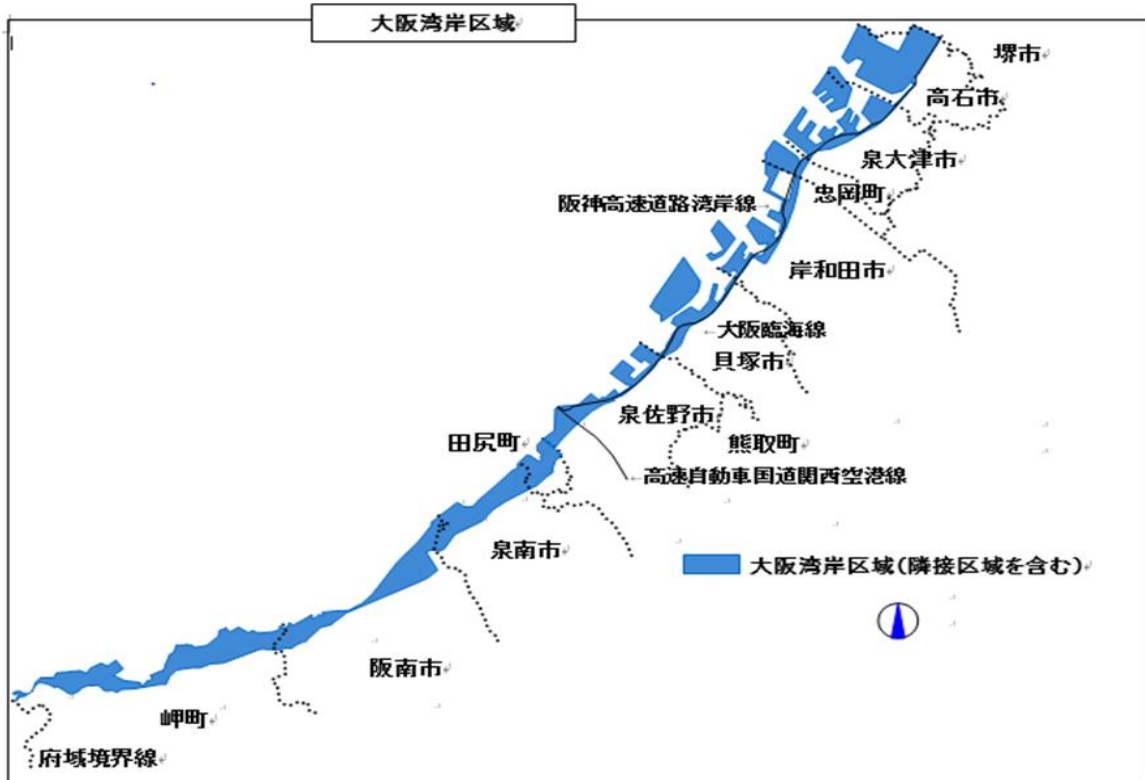 大阪湾岸区域
堺市
高石市
泉大津市
忠岡町
阪神高速道路湾岸線
岸和田市
大阪臨海線
貝塚市
泉佐野市
田尻町
熊取町
高速自動車国道関西空港線
泉南市
大阪湾岸区域(隣接区域を含む)
阪南市
岬町
府域境界線